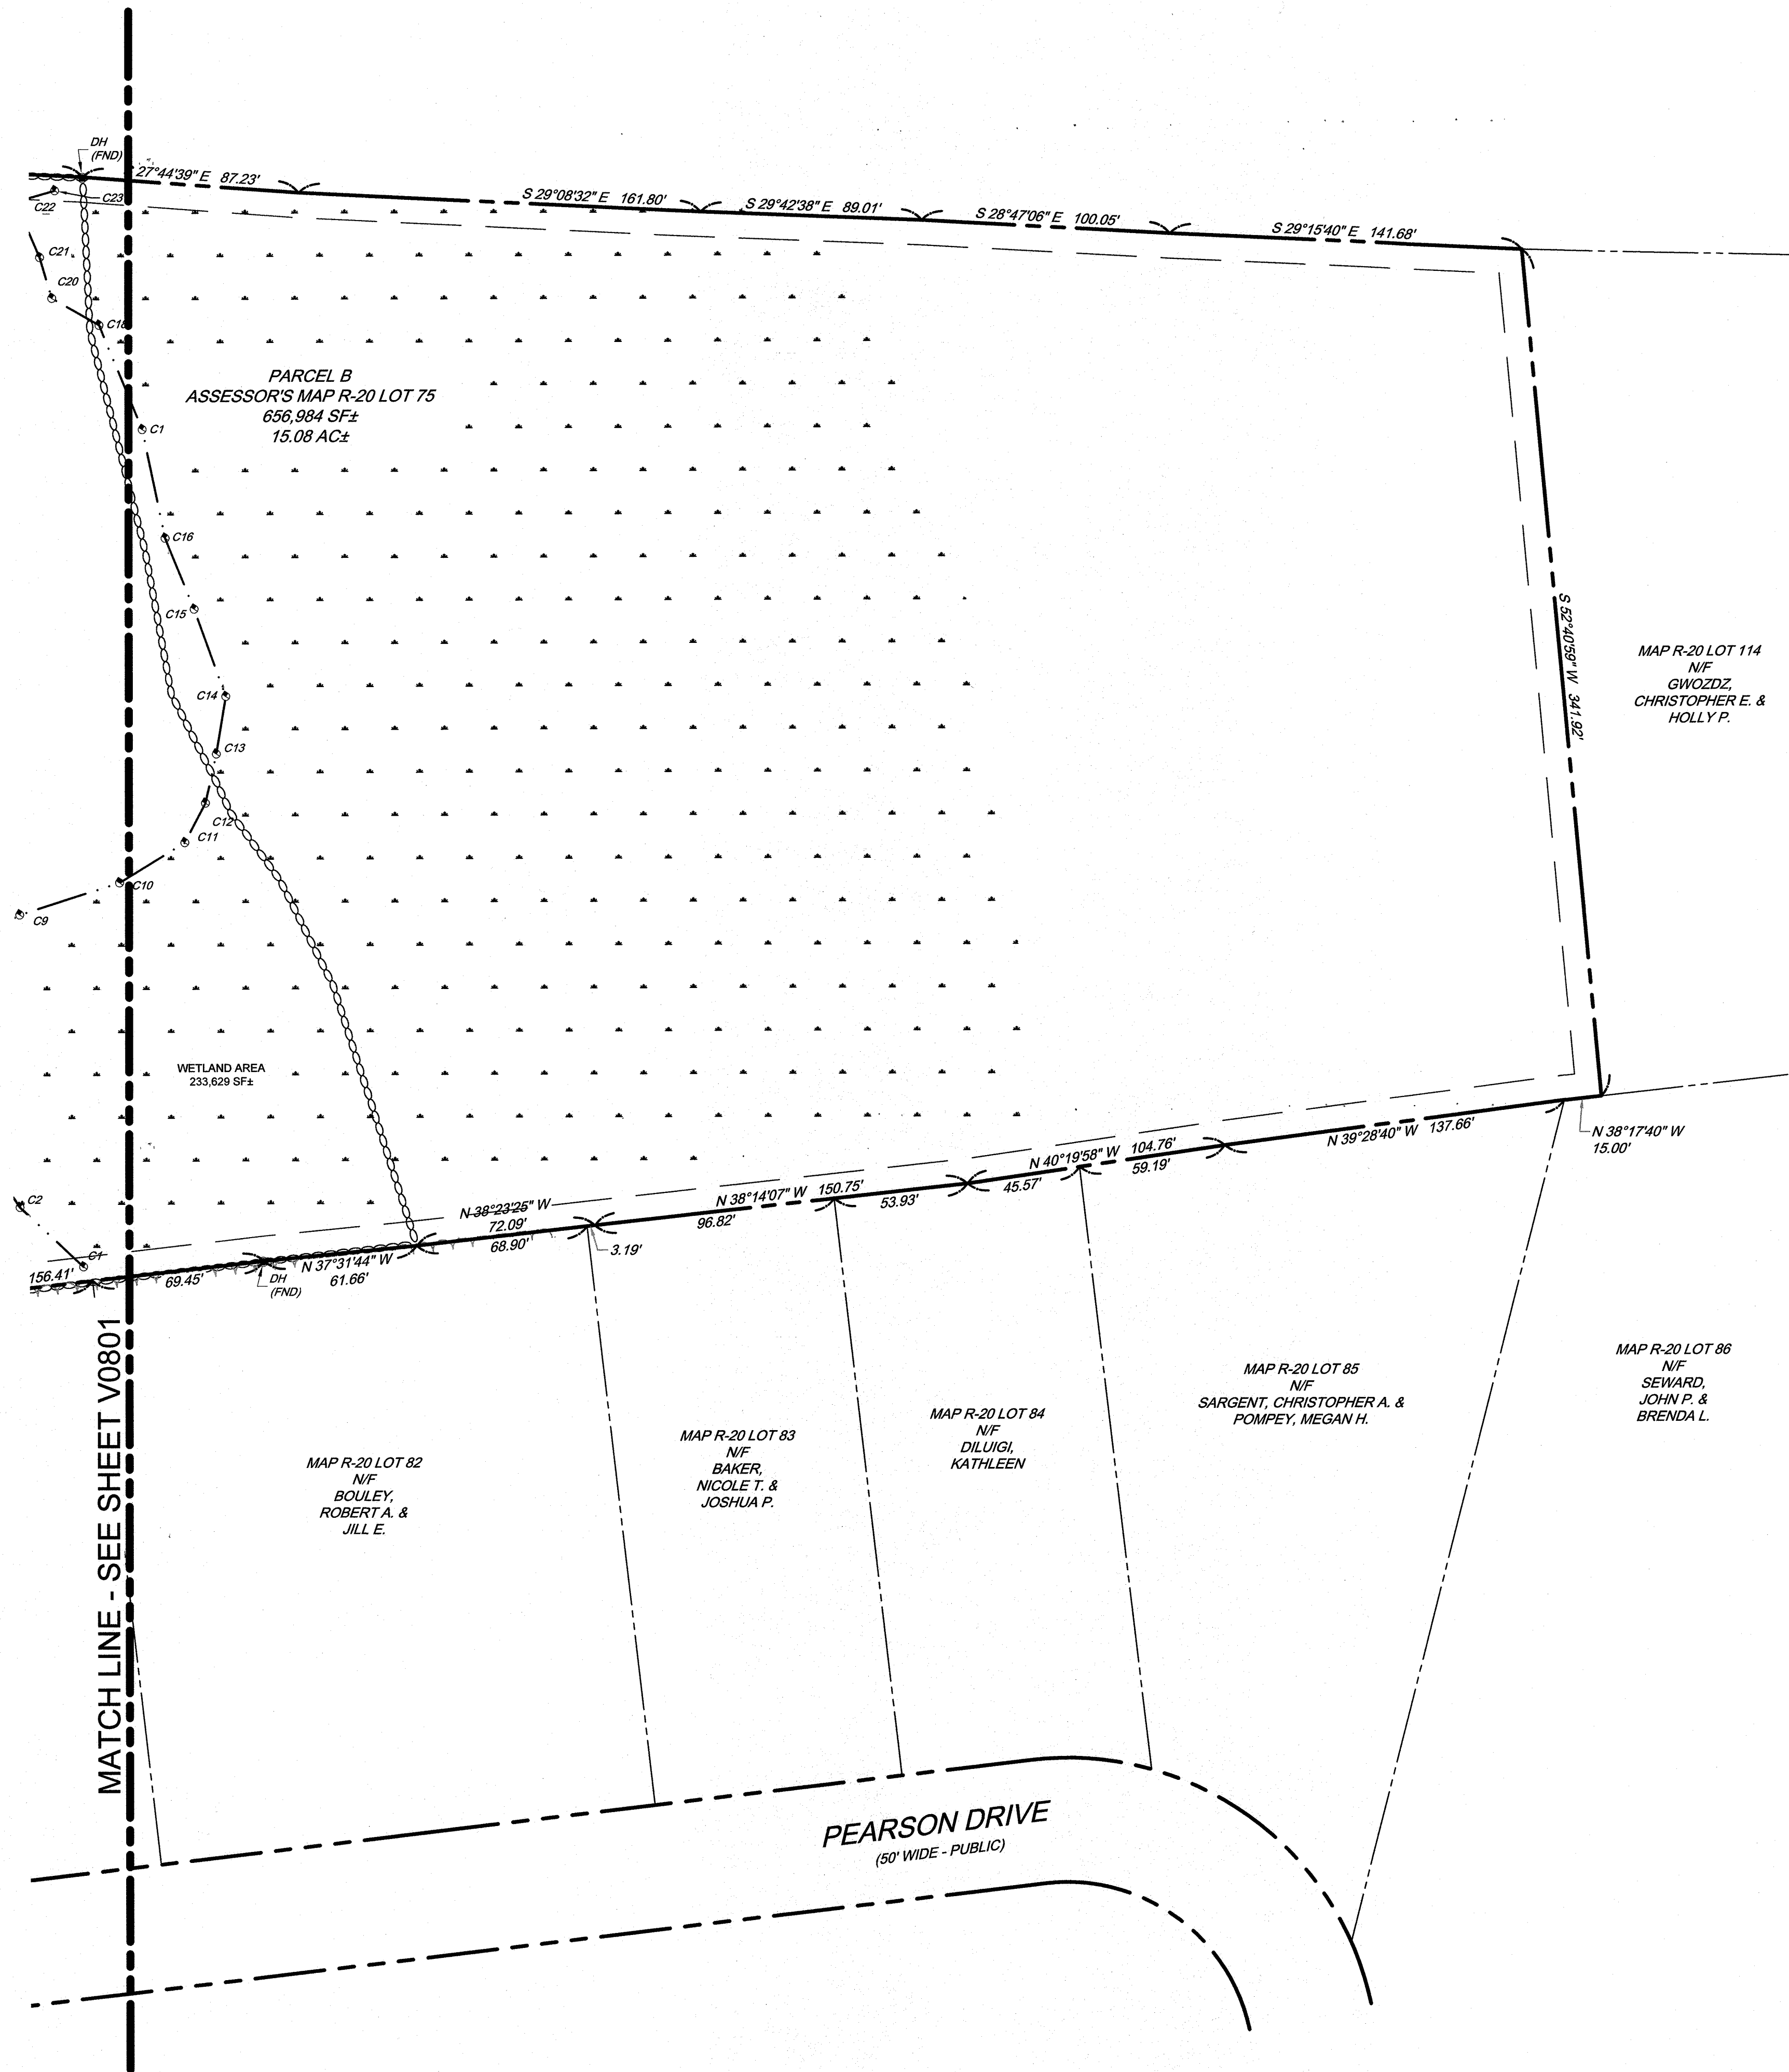 DH
(FND)
27°44'39" E 87.23'
C23
C22
S 29°08'32" E 161.80'
S 29°42'38" E 89.01'
S 28°47'06" E 100.05'
S 29°15'40" E 141.68'
C21
C20
C18
PARCEL B
ASSESSOR'S MAP R-20 LOT 75
656,984 SF±
15.08 AC±
C1
C16
C15
C14
C13
C12
C11
C10
C9
S 52°40'59" W 341.92'
MAP R-20 LOT 114
N/F
GWOZDZ,
CHRISTOPHER E. &
HOLLY P.
WETLAND AREA
233,629 SF±
C2
C1
156.41'
69.45'
DH
(FND)
N 37°31'44" W
61.66'
N 38°23'25" W
72.09'
68.90'
3.19'
N 38°14'07" W 150.75'
96.82'
53.93'
N 40°19'58" W 104.76'
45.57'
59.19'
N 39°28'40" W 137.66'
N 38°17'40" W
15.00'
MATCH LINE - SEE SHEET V0801
MAP R-20 LOT 82
N/F
BOULEY,
ROBERT A. &
JILL E.
MAP R-20 LOT 83
N/F
BAKER,
NICOLE T. &
JOSHUA P.
MAP R-20 LOT 84
N/F
DILUIGI,
KATHLEEN
MAP R-20 LOT 85
N/F
SARGENT, CHRISTOPHER A. &
POMPEY, MEGAN H.
MAP R-20 LOT 86
N/F
SEWARD,
JOHN P. &
BRENDA L.
PEARSON DRIVE
(50' WIDE - PUBLIC)